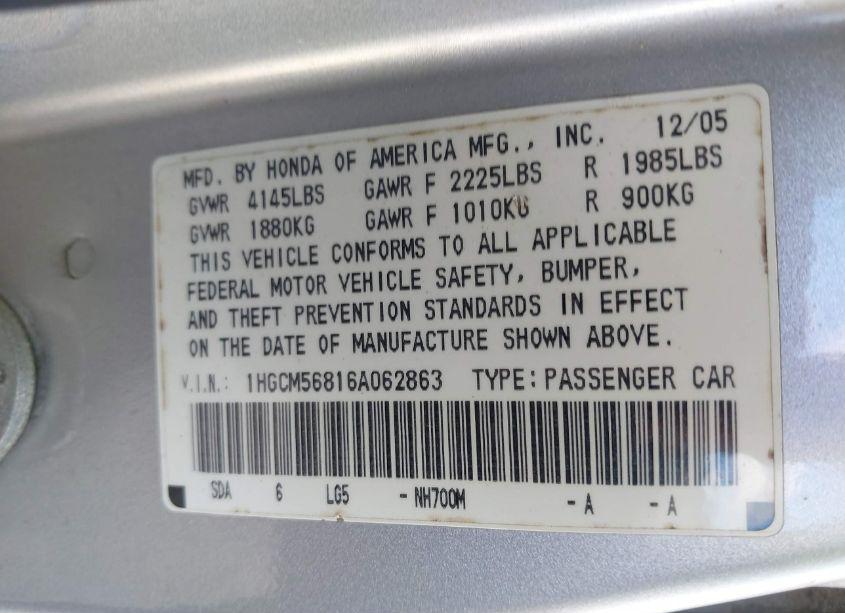 MFD. BY HONDA OF AMERICA MFG., INC. 12/05
GVWR 4145LBS GAWR F 2225LBS R 1985LBS
GVWR 1880KG GAWR F 1010KG R 900KG
THIS VEHICLE CONFORMS TO ALL APPLICABLE
FEDERAL MOTOR VEHICLE SAFETY, BUMPER,
AND THEFT PREVENTION STANDARDS IN EFFECT
ON THE DATE OF MANUFACTURE SHOWN ABOVE.
V.I.N.: 1HGCM56816A062863 TYPE: PASSENGER CAR
SDA 6 LG5 - NH700M - A - A